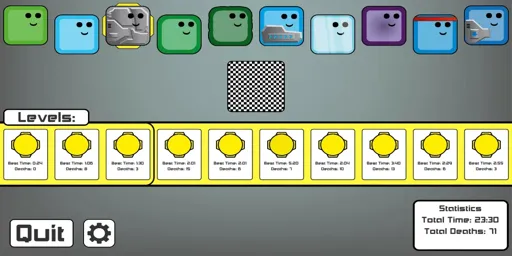 Levels:
Best Time: 0:24
Deaths: 0
Best Time: 1:06
Deaths: 8
Best Time: 1:30
Deaths: 3
Best Time: 2:01
Deaths: 15
Best Time: 2:01
Deaths: 6
Best Time: 5:20
Deaths: 7
Best Time: 2:04
Deaths: 10
Best Time: 3:40
Deaths: 13
Best Time: 2:29
Deaths: 6
Best Time: 2:55
Deaths: 3
Quit
Statistics
Total Time: 23:30
Total Deaths: 71